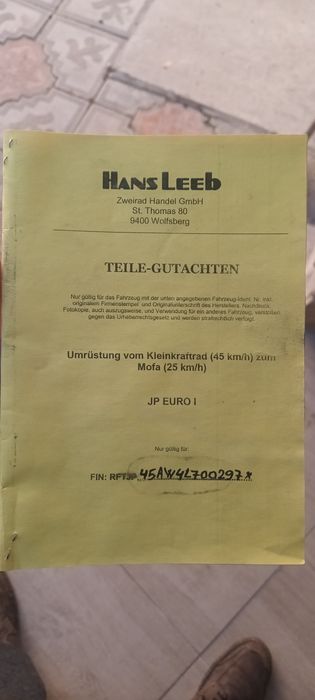 HANS LEEB
Zweirad Handel GmbH
St. Thomas 80
9400 Wolfsberg
TEILE-GUTACHTEN
Nur gültig für das Fahrzeug mit der unten angegebenen Fahrzeug-Ident. Nr. inkl.
originalem Firmenstempel und Originalunterschrift des Herstellers, Nachdruck,
Fotokopie, auch auszugsweise, und Verwendung für ein anderes Fahrzeug, verstoßen
gegen das Urheberrechtsgesetz und werden strafrechtlich verfolgt.
Umrüstung vom Kleinkraftrad (45 km/h) zum
Mofa (25 km/h)
JP EURO I
Nur gültig für:
FIN: RFTJP 45AW4L700297*